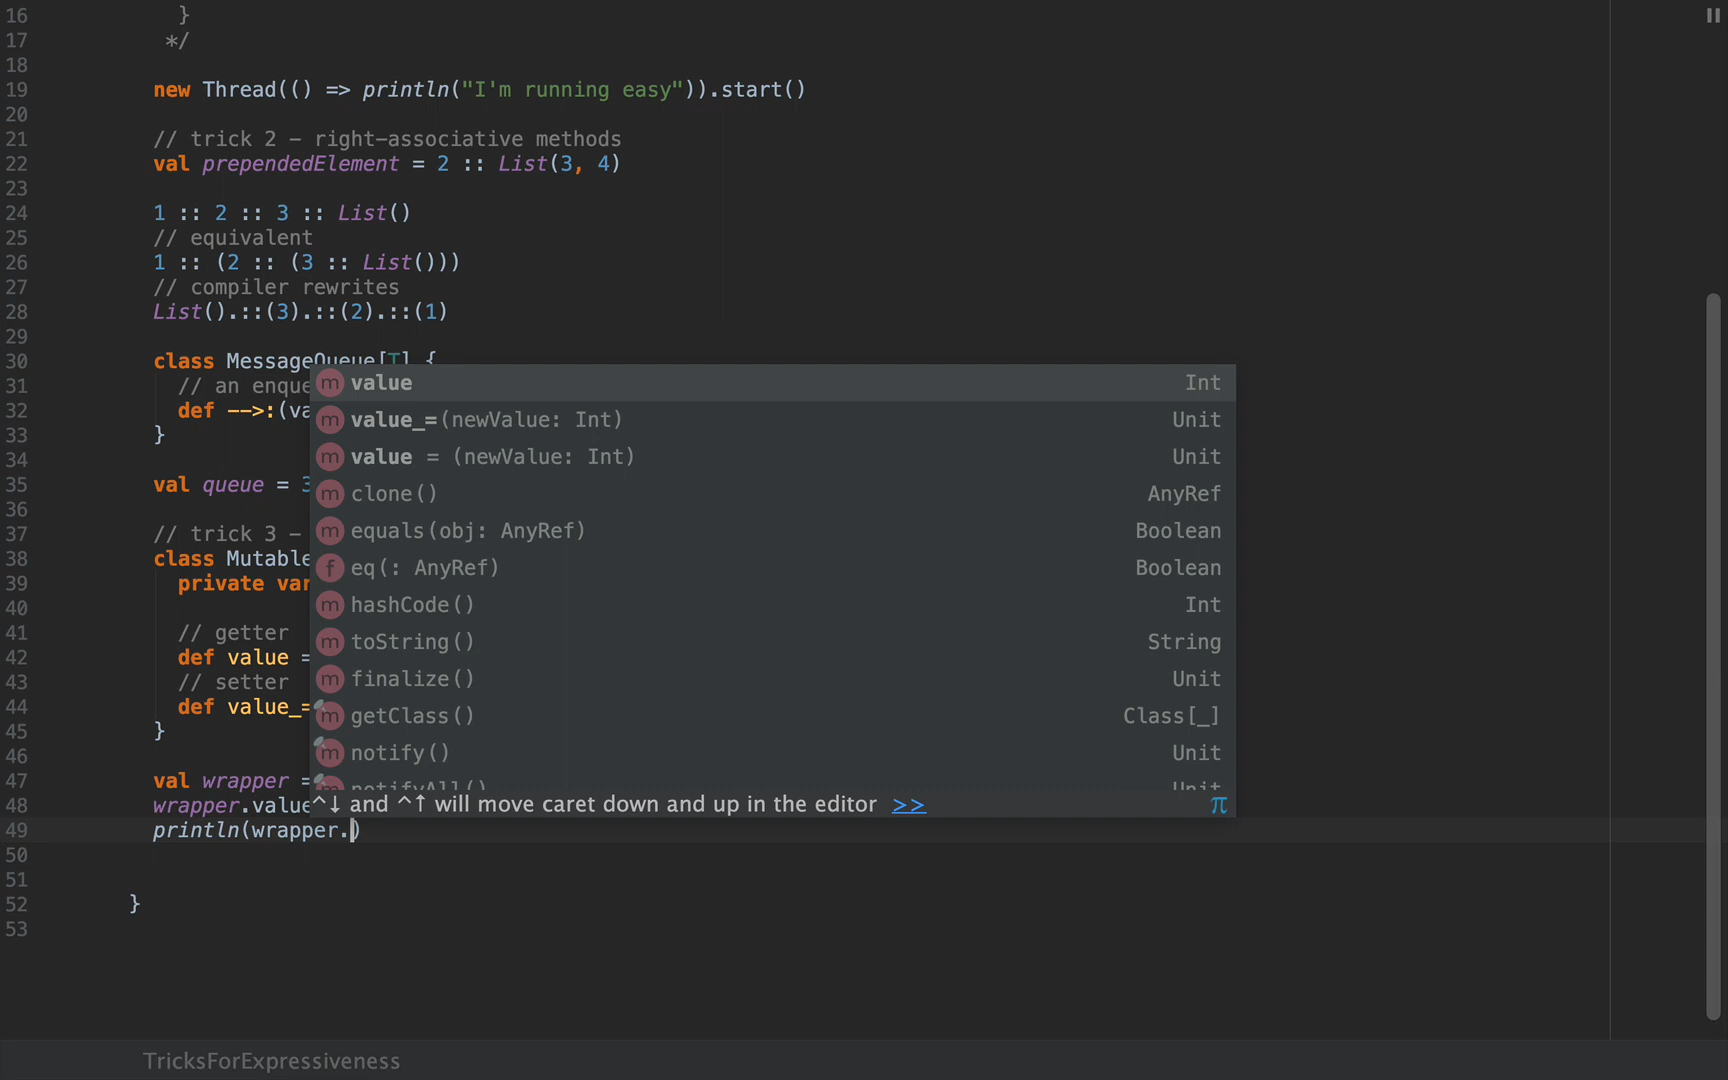 16 }
17 */
18
19 new Thread(() => println("I'm running easy")).start()
20
21 // trick 2 - right-associative methods
22 val prependedElement = 2 :: List(3, 4)
23
24 1 :: 2 :: 3 :: List()
25 // equivalent
26 1 :: (2 :: (3 :: List()))
27 // compiler rewrites
28 List().::(3).::(2).::(1)
29
30 class MessageQueue[T] {
31 // an enque
32 def -->:(va
33 }
34
35 val queue = 3
36
37 // trick 3 -
38 class Mutable
39 private var
40
41 // getter
42 def value =
43 // setter
44 def value_=
45 }
46
47 val wrapper =
48 wrapper.value
49 println(wrapper.)
50
51
52 }
53
m value Int
m value_=(newValue: Int) Unit
m value = (newValue: Int) Unit
m clone() AnyRef
m equals(obj: AnyRef) Boolean
f eq(: AnyRef) Boolean
m hashCode() Int
m toString() String
m finalize() Unit
m getClass() Class[_]
m notify() Unit
m notifyAll() Unit
^↓ and ^↑ will move caret down and up in the editor >> π
TricksForExpressiveness